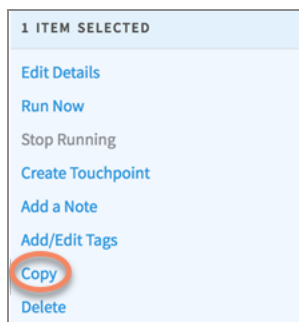 1 ITEM SELECTED
Edit Details
Run Now
Stop Running
Create Touchpoint
Add a Note
Add/Edit Tags
Copy
Delete